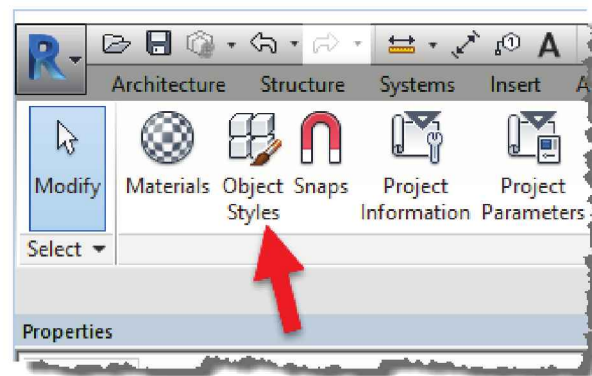 R A
Architecture Structure Systems Insert A
Modify Materials Object Styles Snaps Project Information Project Parameters
Select
Properties